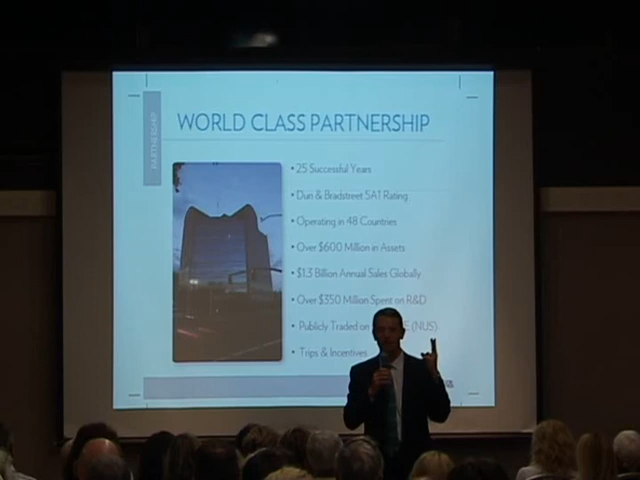 PARTNERSHIP
WORLD CLASS PARTNERSHIP
• 25 Successful Years
• Dun & Bradstreet 5A1 Rating
• Operating in 48 Countries
• Over $600 Million in Assets
• $1.3 Billion Annual Sales Globally
• Over $350 Million Spent on R&D
• Publicly Traded on E (NUS)
• Trips & Incentives